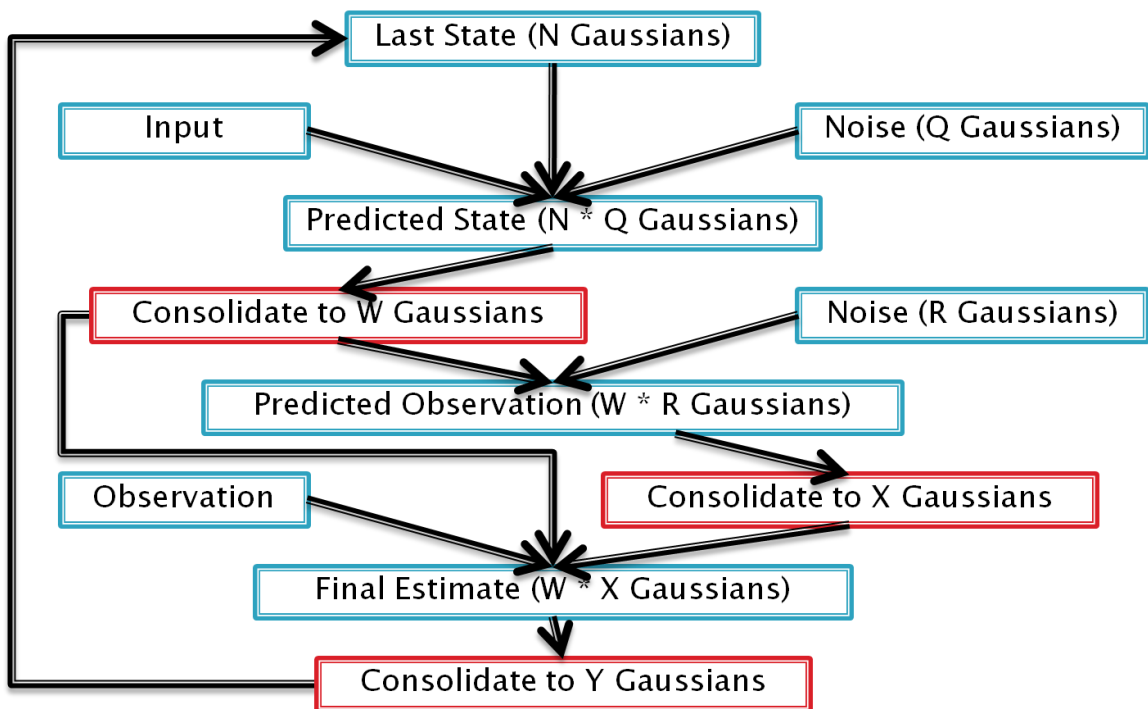 Last State (N Gaussians)
Input
Noise (Q Gaussians)
Predicted State (N * Q Gaussians)
Consolidate to W Gaussians
Noise (R Gaussians)
Predicted Observation (W * R Gaussians)
Observation
Consolidate to X Gaussians
Final Estimate (W * X Gaussians)
Consolidate to Y Gaussians